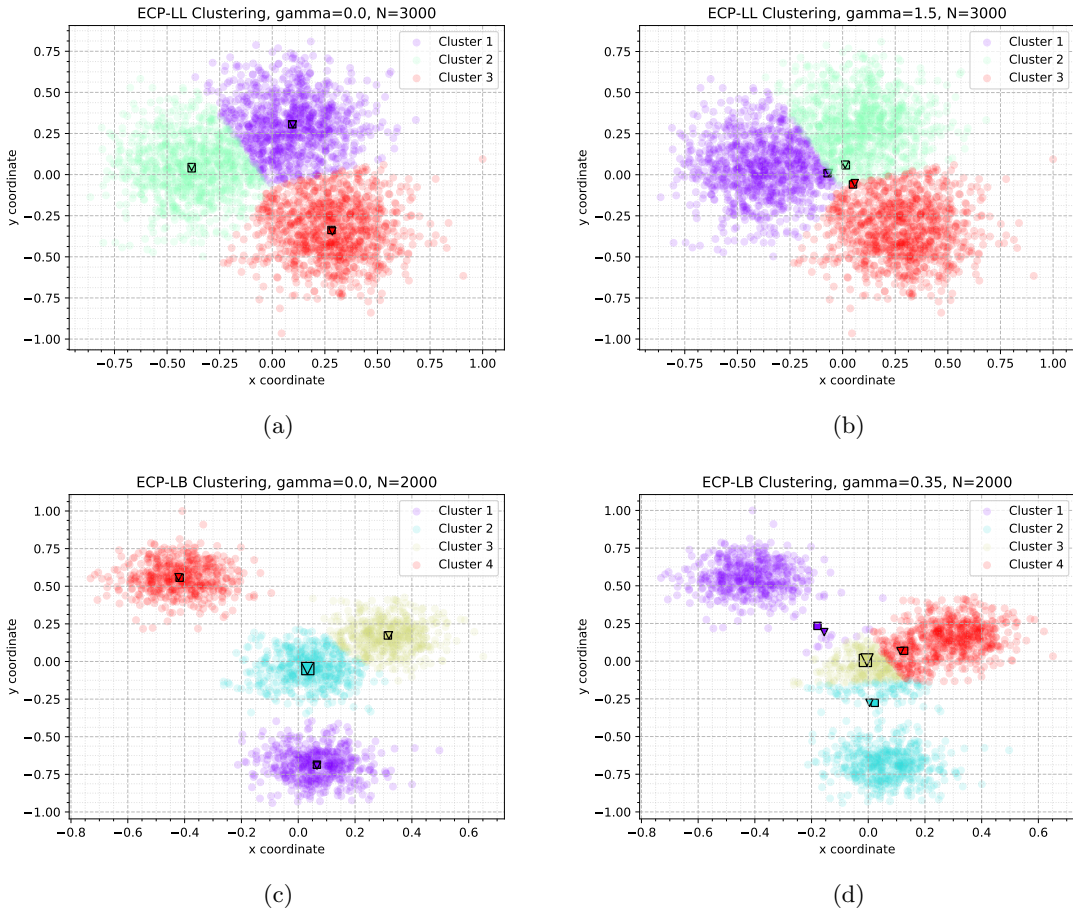 ECP-LL Clustering, gamma=0.0, N=3000
Cluster 1
Cluster 2
Cluster 3
0.75
0.50
0.25
0.00
−0.25
−0.50
−0.75
−1.00
y coordinate
−0.75 −0.50 −0.25 0.00 0.25 0.50 0.75 1.00
x coordinate
(a)
ECP-LL Clustering, gamma=1.5, N=3000
Cluster 1
Cluster 2
Cluster 3
0.75
0.50
0.25
0.00
−0.25
−0.50
−0.75
−1.00
y coordinate
−0.75 −0.50 −0.25 0.00 0.25 0.50 0.75 1.00
x coordinate
(b)
ECP-LB Clustering, gamma=0.0, N=2000
Cluster 1
Cluster 2
Cluster 3
Cluster 4
1.00
0.75
0.50
0.25
0.00
−0.25
−0.50
−0.75
−1.00
y coordinate
−0.8 −0.6 −0.4 −0.2 0.0 0.2 0.4 0.6
x coordinate
(c)
ECP-LB Clustering, gamma=0.35, N=2000
Cluster 1
Cluster 2
Cluster 3
Cluster 4
1.00
0.75
0.50
0.25
0.00
−0.25
−0.50
−0.75
−1.00
y coordinate
−0.8 −0.6 −0.4 −0.2 0.0 0.2 0.4 0.6
x coordinate
(d)